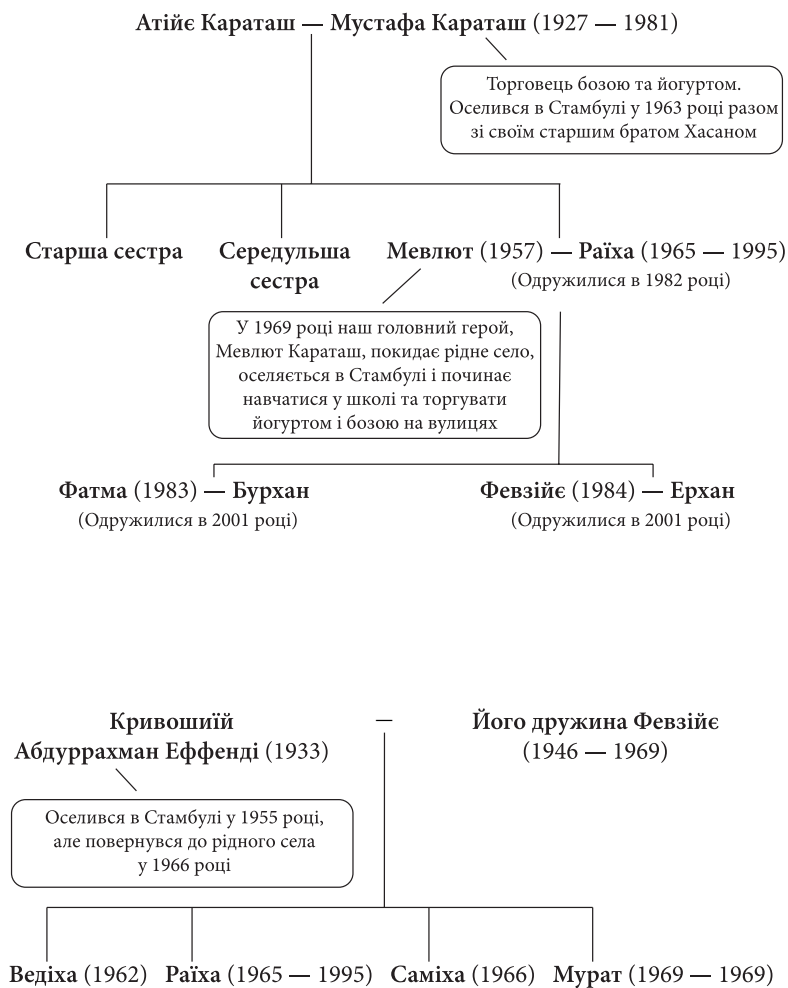 Атійє Караташ — Мустафа Караташ (1927 — 1981)
Торговець бозою та йогуртом.
Оселився в Стамбулі у 1963 році разом
зі своїм старшим братом Хасаном
Старша сестра
Середульша
сестра
Мевлют (1957) — Раїха (1965 — 1995)
(Одружилися в 1982 році)
У 1969 році наш головний герой,
Мевлют Караташ, покидає рідне село,
оселяється в Стамбулі і починає
навчатися у школі та торгувати
йогуртом і бозою на вулицях
Фатма (1983) — Бурхан
(Одружилися в 2001 році)
Февзійє (1984) — Ерхан
(Одружилися в 2001 році)
Кривошиїй
Абдуррахман Еффенді (1933)
—
Його дружина Февзійє
(1946 — 1969)
Оселився в Стамбулі у 1955 році,
але повернувся до рідного села
у 1966 році
Ведіха (1962) Раїха (1965 — 1995) Саміха (1966) Мурат (1969 — 1969)